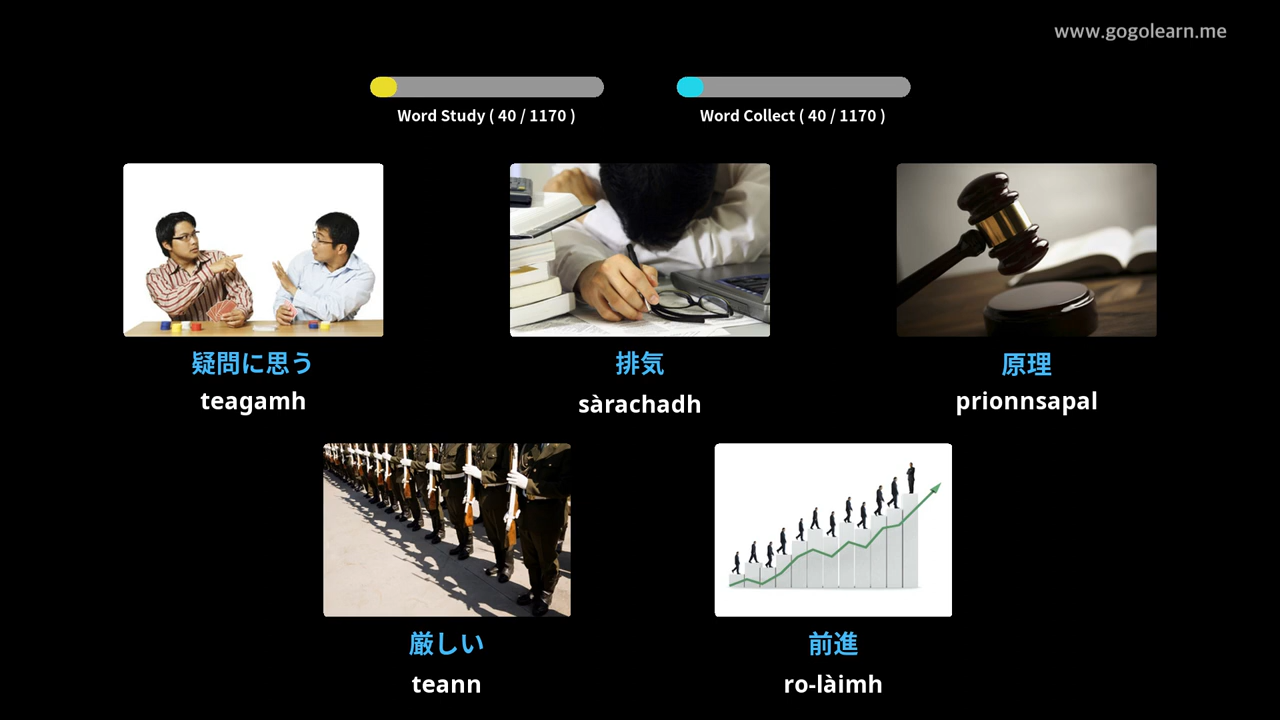 www.gogolearn.me
Word Study ( 40 / 1170 )
Word Collect ( 40 / 1170 )
疑問に思う
teagamh
排気
sàrachadh
原理
prionnsapal
厳しい
teann
前進
ro-làimh